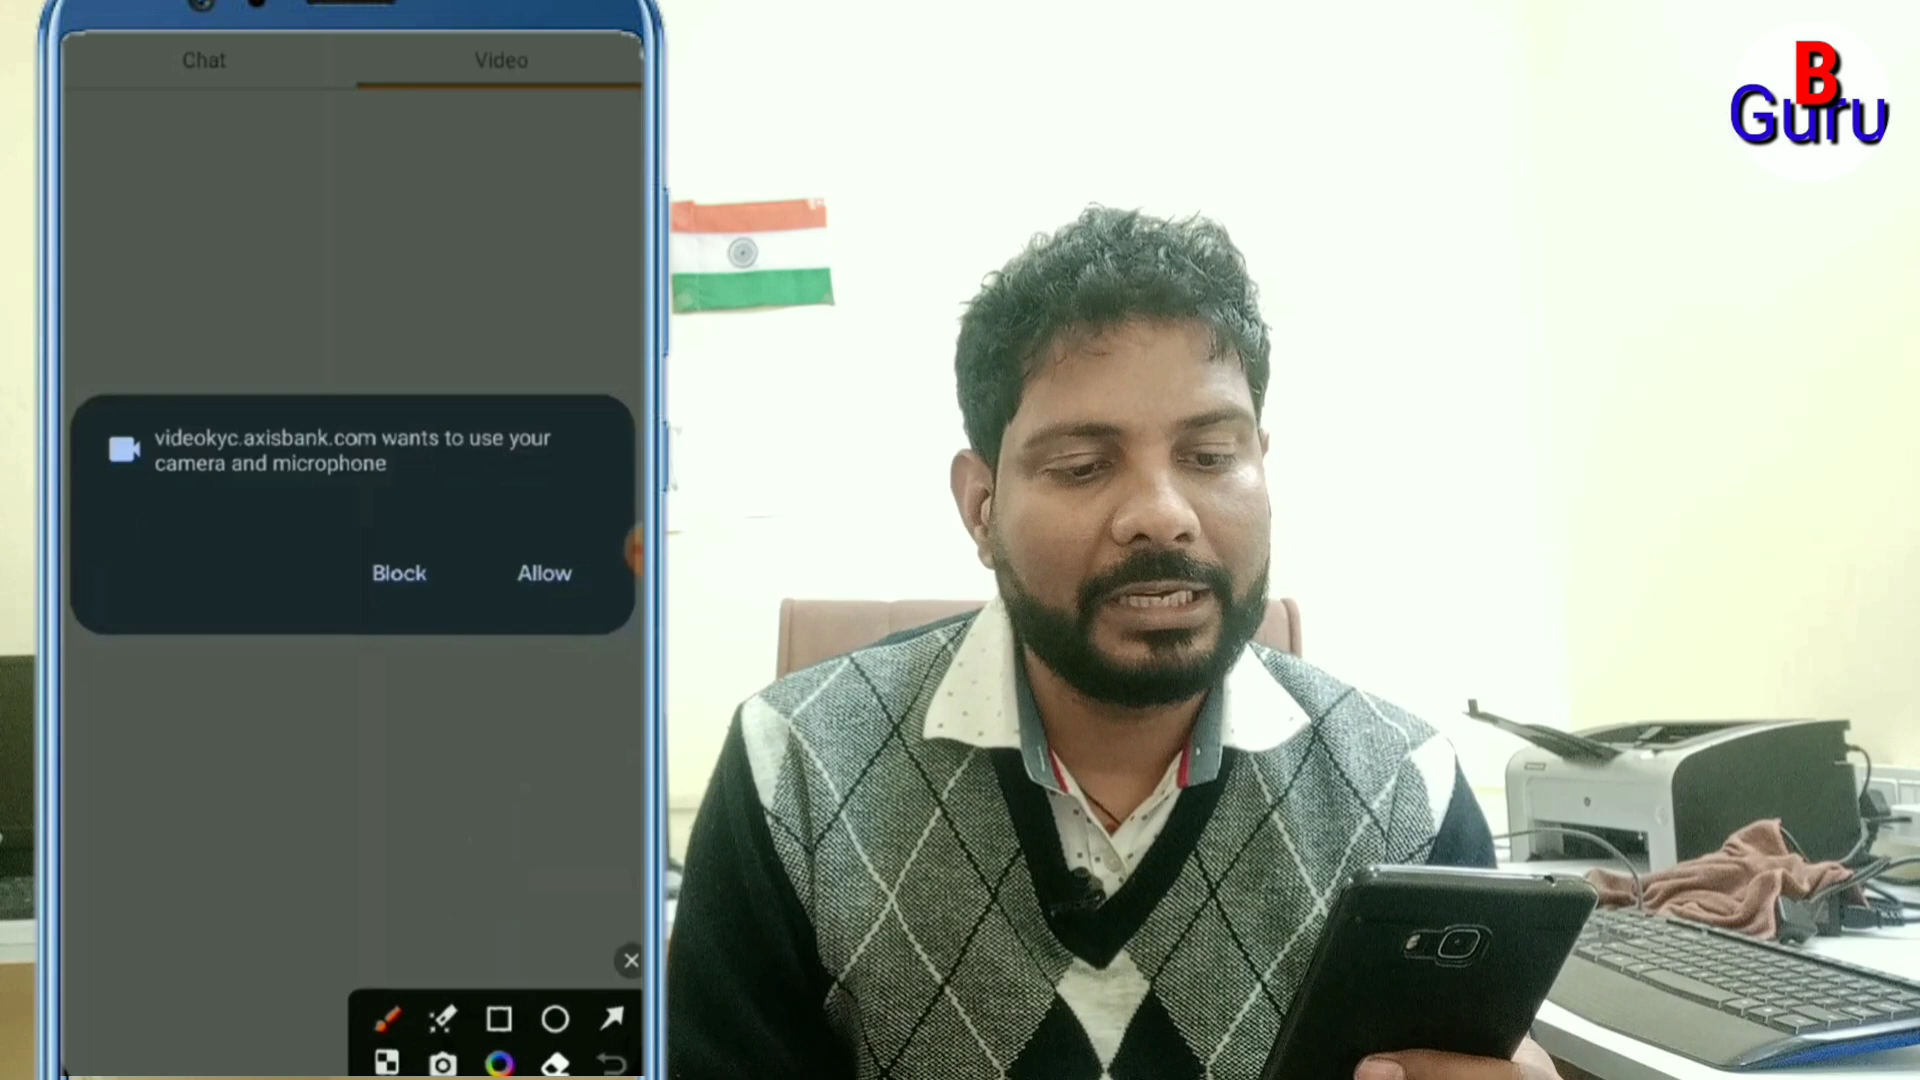 Chat
Video
videokyc.axisbank.com wants to use your
camera and microphone
Block
Allow
B
Guru